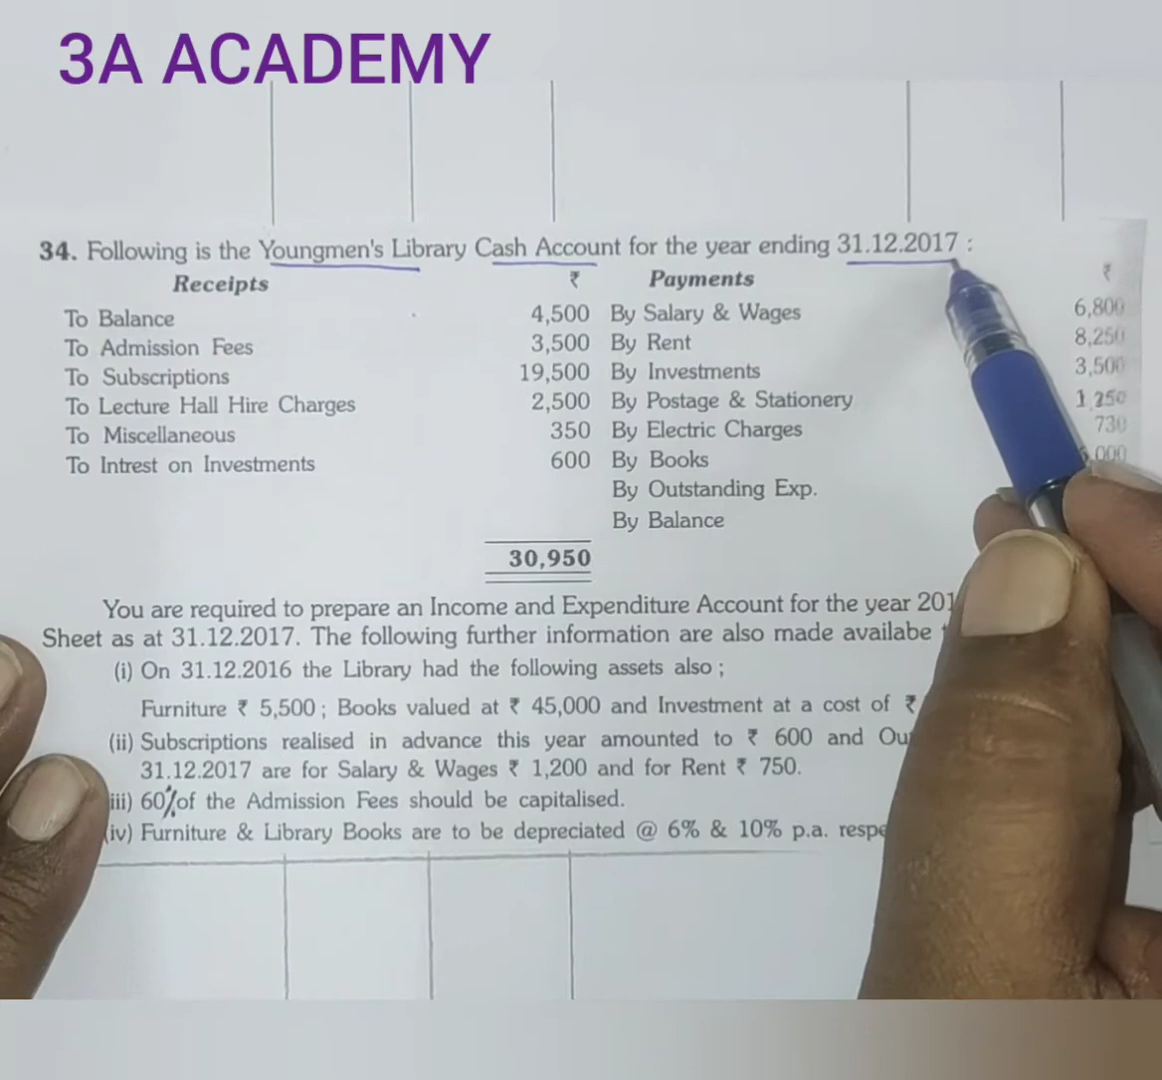 3A ACADEMY
34. Following is the Youngmen's Library Cash Account for the year ending 31.12.2017 :
Receipts ₹ Payments ₹
To Balance 4,500 By Salary & Wages 6,800
To Admission Fees 3,500 By Rent 8,250
To Subscriptions 19,500 By Investments 3,500
To Lecture Hall Hire Charges 2,500 By Postage & Stationery 1,250
To Miscellaneous 350 By Electric Charges 730
To Intrest on Investments 600 By Books
By Outstanding Exp.
By Balance
30,950
You are required to prepare an Income and Expenditure Account for the year
Sheet as at 31.12.2017. The following further information are also made availabe
(i) On 31.12.2016 the Library had the following assets also ;
Furniture ₹ 5,500 ; Books valued at ₹ 45,000 and Investment at a cost of ₹
(ii) Subscriptions realised in advance this year amounted to ₹ 600 and
31.12.2017 are for Salary & Wages ₹ 1,200 and for Rent ₹ 750.
iii) 60% of the Admission Fees should be capitalised.
(iv) Furniture & Library Books are to be depreciated @ 6% & 10% p.a.